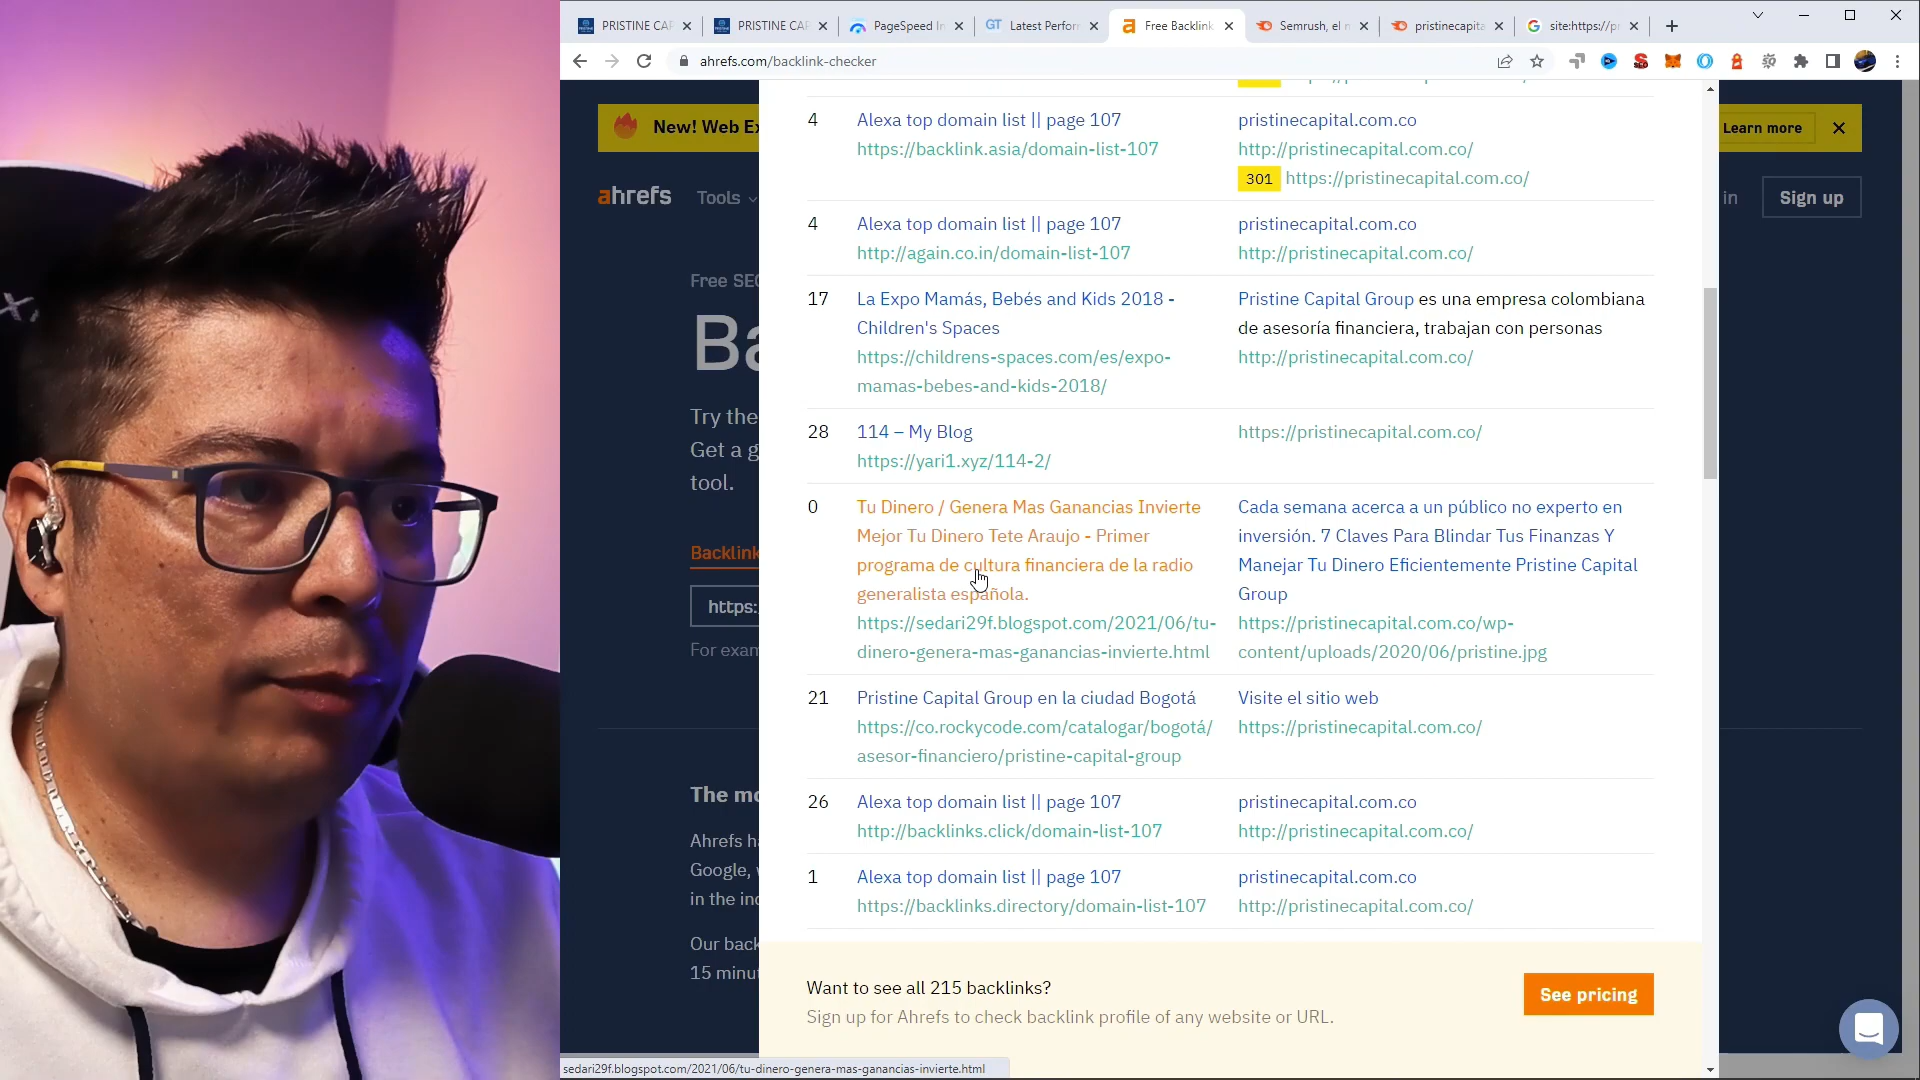 PRISTINE CAP
PRISTINE CAP
PageSpeed In
GT
Latest Perfor
Free Backlink
Semrush, el m
pristinecapita
site:https://pr
ahrefs.com/backlink-checker
New! Web Ex
Learn more
ahrefs
Tools
in
Sign up
Free SEO
Ba
Try the
Get a g
tool.
Backlink
https:
For exam
The mo
Ahrefs ha
Google, w
in the ind
Our back
15 minut
4
Alexa top domain list || page 107
https://backlink.asia/domain-list-107
pristinecapital.com.co
http://pristinecapital.com.co/
301 https://pristinecapital.com.co/
4
Alexa top domain list || page 107
http://again.co.in/domain-list-107
pristinecapital.com.co
http://pristinecapital.com.co/
17
La Expo Mamás, Bebés and Kids 2018 -
Children's Spaces
https://childrens-spaces.com/es/expo-
mamas-bebes-and-kids-2018/
Pristine Capital Group es una empresa colombiana
de asesoría financiera, trabajan con personas
http://pristinecapital.com.co/
28
114 – My Blog
https://yari1.xyz/114-2/
https://pristinecapital.com.co/
0
Tu Dinero / Genera Mas Ganancias Invierte
Mejor Tu Dinero Tete Araujo - Primer
programa de cultura financiera de la radio
generalista española.
https://sedari29f.blogspot.com/2021/06/tu-
dinero-genera-mas-ganancias-invierte.html
Cada semana acerca a un público no experto en
inversión. 7 Claves Para Blindar Tus Finanzas Y
Manejar Tu Dinero Eficientemente Pristine Capital
Group
https://pristinecapital.com.co/wp-
content/uploads/2020/06/pristine.jpg
21
Pristine Capital Group en la ciudad Bogotá
https://co.rockycode.com/catalogar/bogotá/
asesor-financiero/pristine-capital-group
Visite el sitio web
https://pristinecapital.com.co/
26
Alexa top domain list || page 107
http://backlinks.click/domain-list-107
pristinecapital.com.co
http://pristinecapital.com.co/
1
Alexa top domain list || page 107
https://backlinks.directory/domain-list-107
pristinecapital.com.co
http://pristinecapital.com.co/
Want to see all 215 backlinks?
Sign up for Ahrefs to check backlink profile of any website or URL.
See pricing
sedari29f.blogspot.com/2021/06/tu-dinero-genera-mas-ganancias-invierte.html